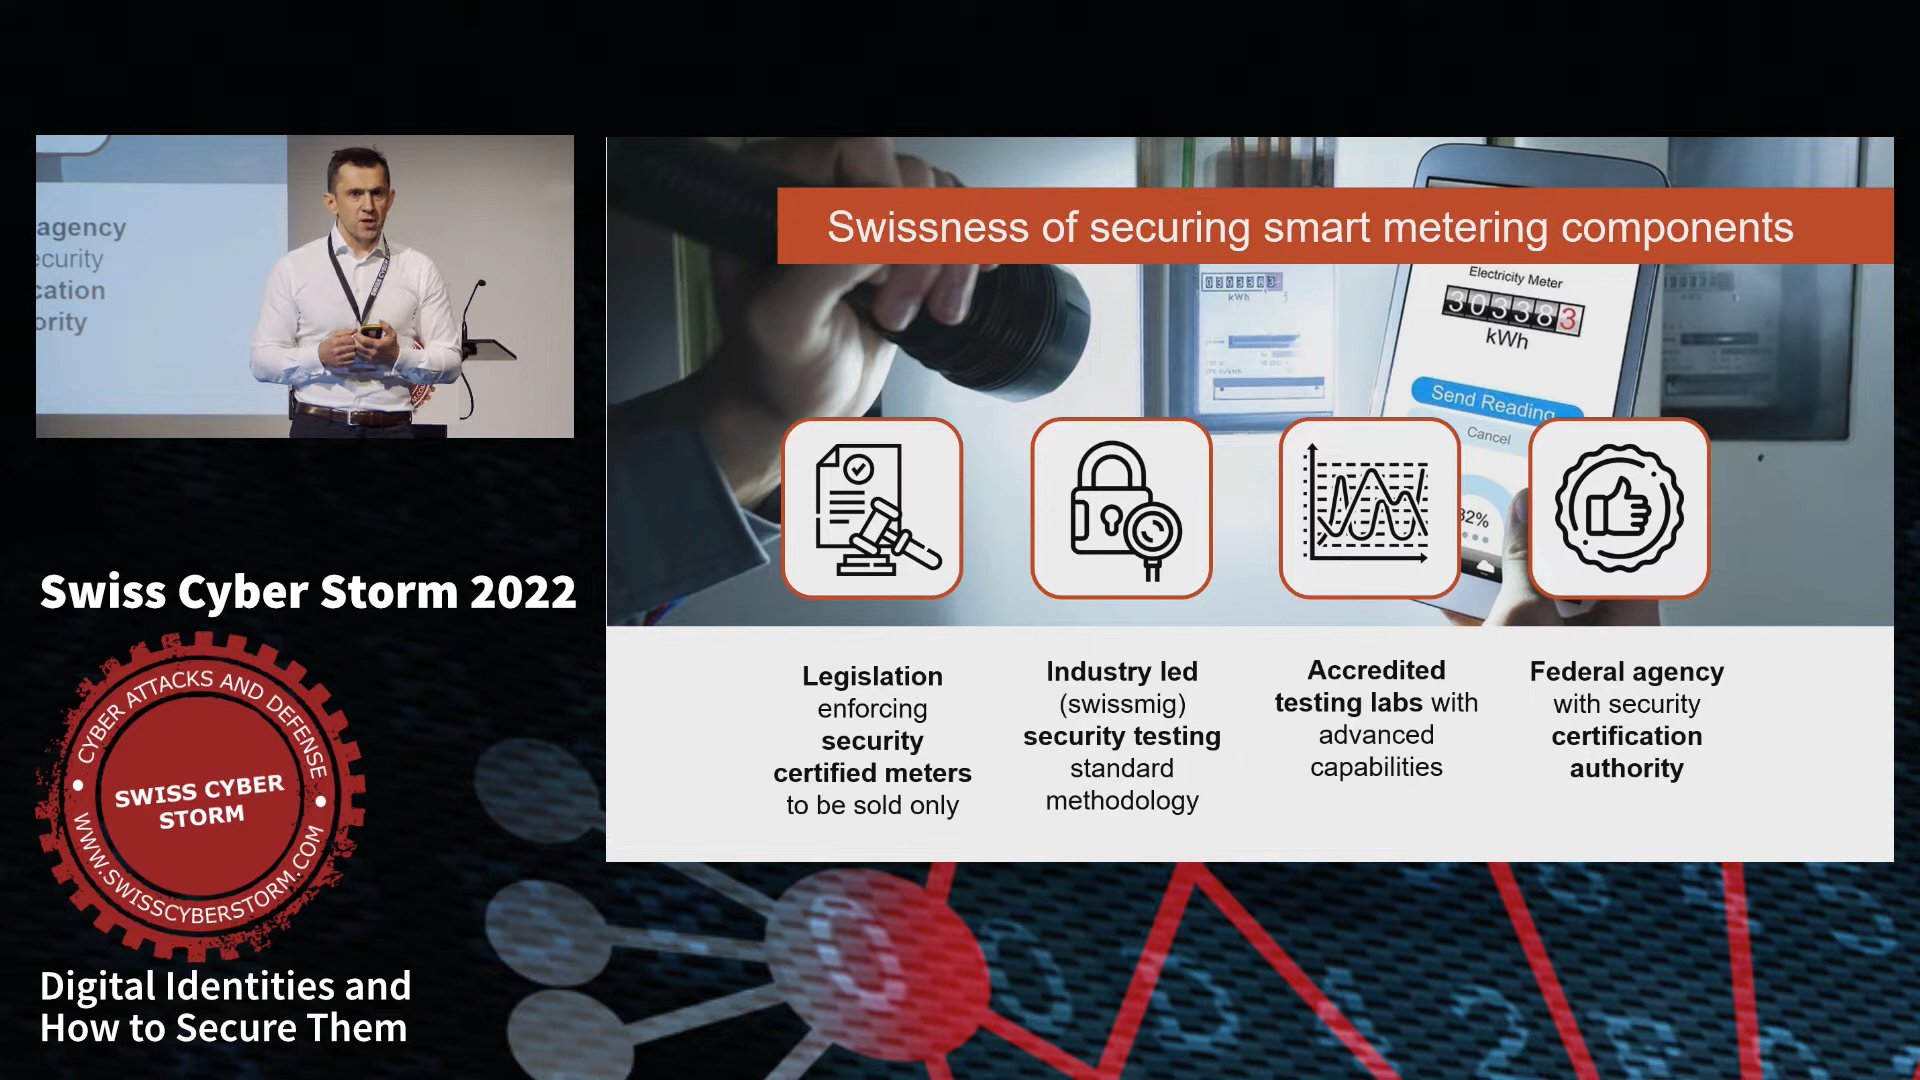 agency
ecurity
cation
ority
Swiss Cyber Storm 2022
CYBER ATTACKS AND DEFENSE
SWISS CYBER
STORM
WWW.SWISSCYBERSTORM.COM
Digital Identities and
How to Secure Them
Swissness of securing smart metering components
030338
kWh
Electricity Meter
303383
kWh
Send Reading
Cancel
32%
Legislation
enforcing
security
certified meters
to be sold only
Industry led
(swissmig)
security testing
standard
methodology
Accredited
testing labs with
advanced
capabilities
Federal agency
with security
certification
authority